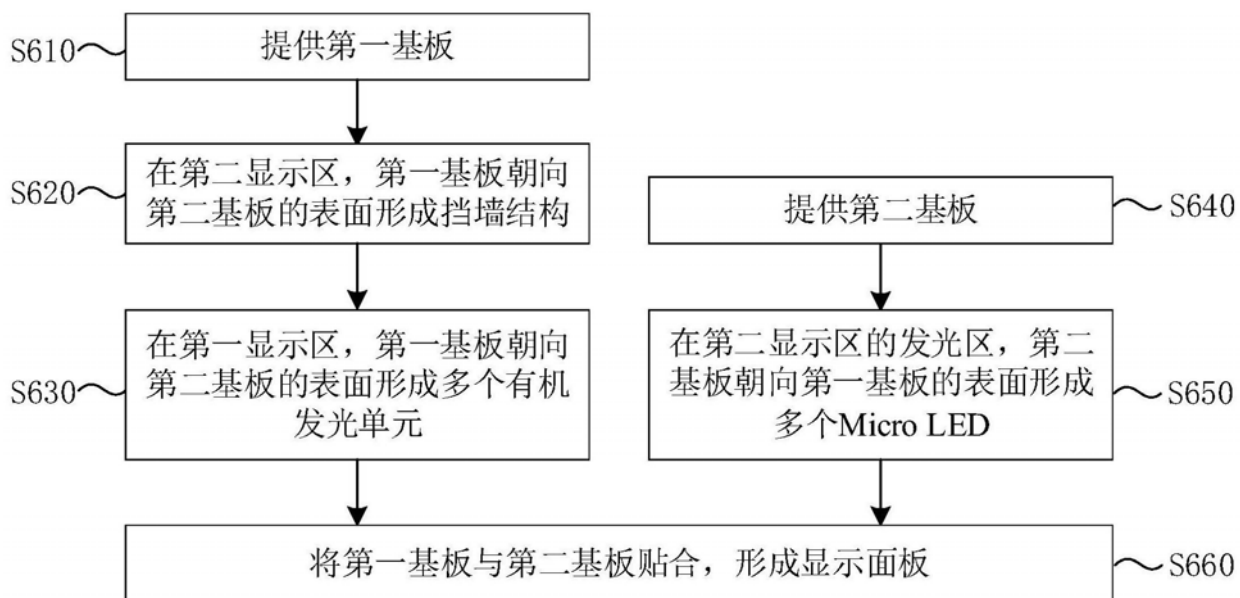 S610
提供第一基板
S620
在第二显示区，第一基板朝向
第二基板的表面形成挡墙结构
S630
在第一显示区，第一基板朝向
第二基板的表面形成多个有机
发光单元
提供第二基板
S640
在第二显示区的发光区，第二
基板朝向第一基板的表面形成
多个Micro LED
S650
将第一基板与第二基板贴合，形成显示面板
S660